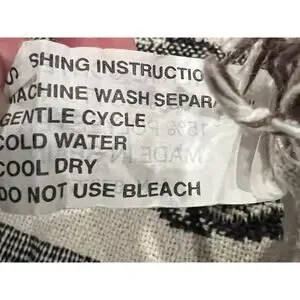 S SHING INSTRUCTIO
MACHINE WASH SEPARA
GENTLE CYCLE
COLD WATER
COOL DRY
DO NOT USE BLEACH